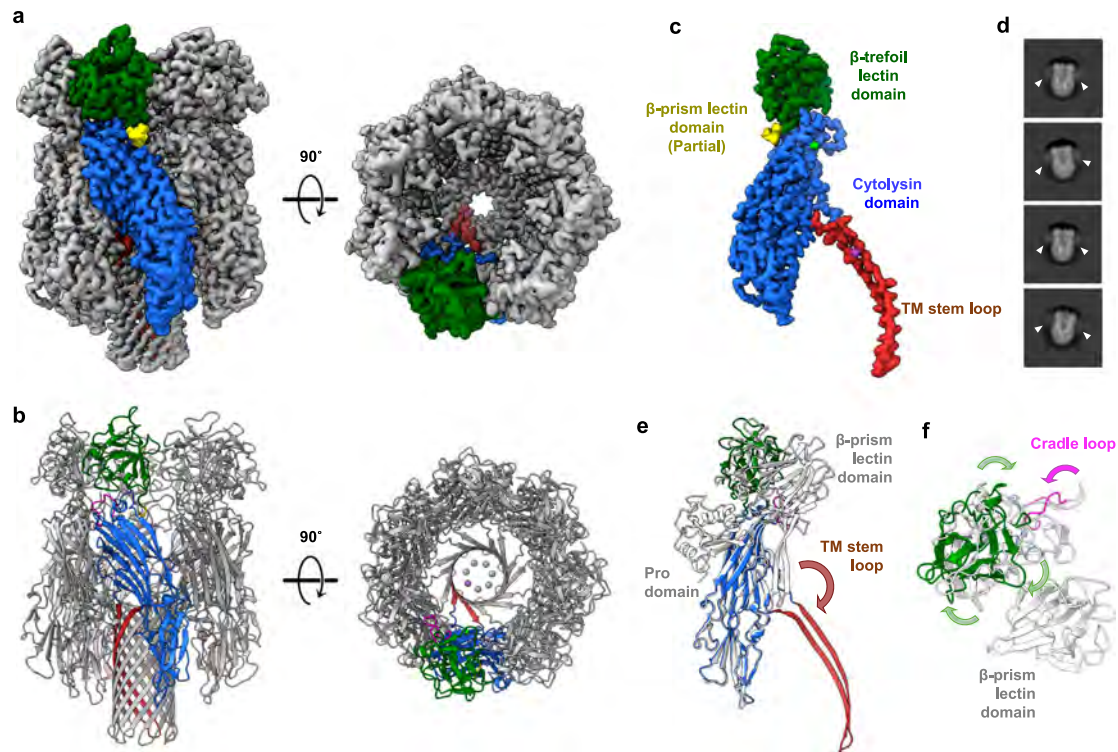 a
90°
c
β-trefoil
lectin
domain
β-prism lectin
domain
(Partial)
Cytolysin
domain
TM stem loop
d
b
90°
e
β-prism
lectin
domain
TM stem
loop
Pro
domain
f
Cradle loop
β-prism
lectin
domain